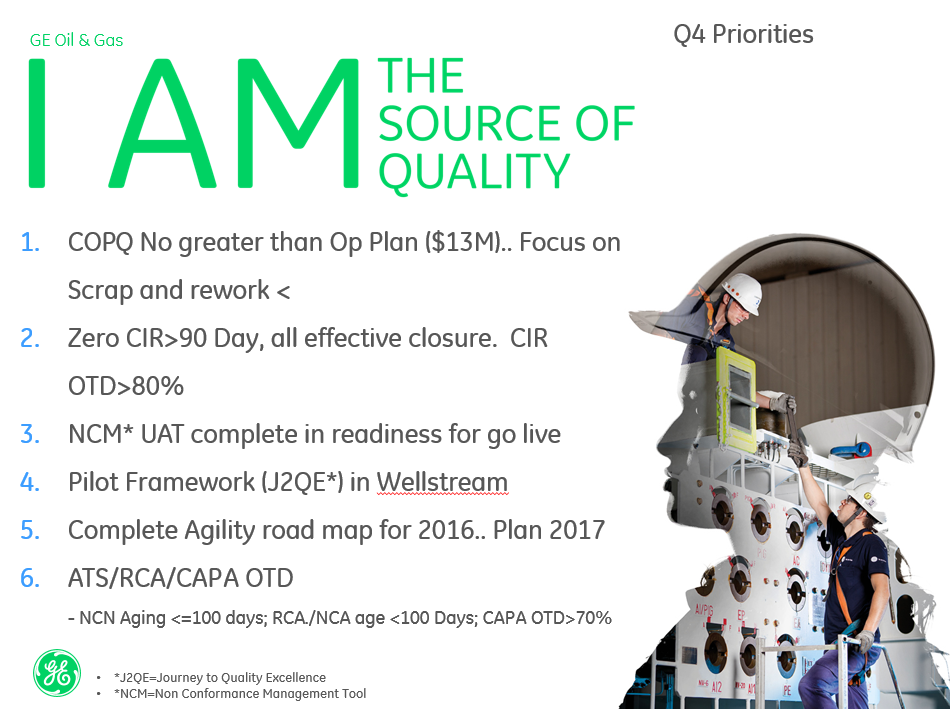 GE Oil & Gas
Q4 Priorities
I AM
THE
SOURCE OF
QUALITY
1. COPQ No greater than Op Plan ($13M).. Focus on
Scrap and rework <
2. Zero CIR>90 Day, all effective closure.  CIR
OTD>80%
3. NCM* UAT complete in readiness for go live
4. Pilot Framework (J2QE*) in Wellstream
5. Complete Agility road map for 2016.. Plan 2017
6. ATS/RCA/CAPA OTD
- NCN Aging <=100 days; RCA./NCA age <100 Days; CAPA OTD>70%
• *J2QE=Journey to Quality Excellence
• *NCM=Non Conformance Management Tool
GE
AI2
PE